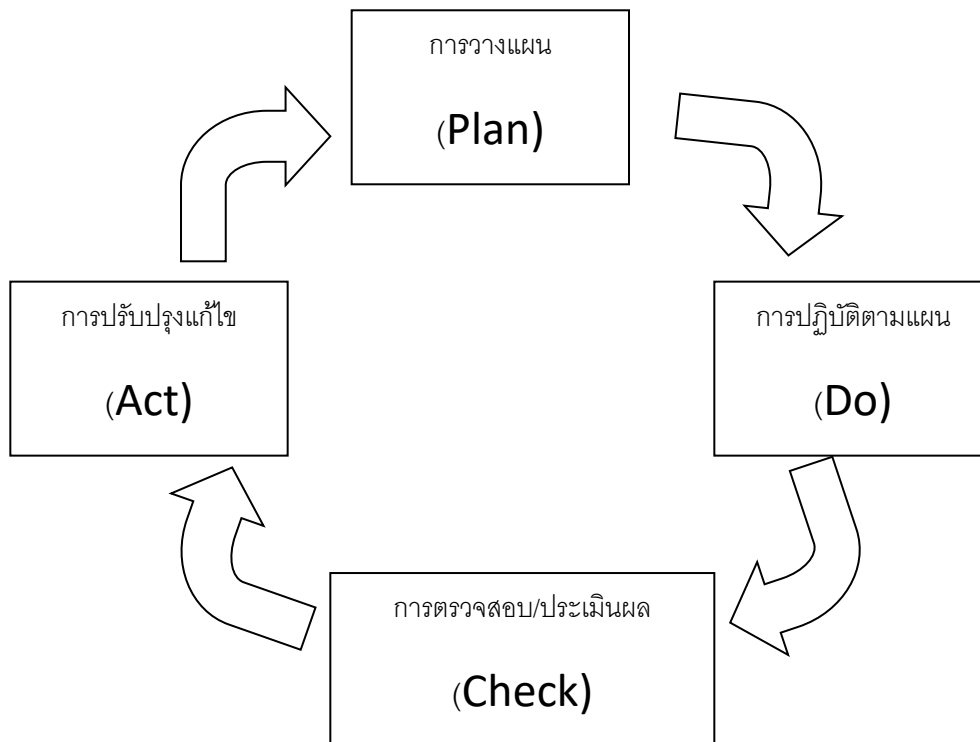 การวางแผน
(Plan)
การปรับปรุงแก้ไข
(Act)
การปฏิบัติตามแผน
(Do)
การตรวจสอบ/ประเมินผล
(Check)